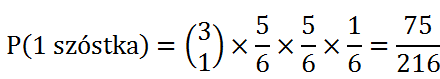 P(1 szóstka) = (3 1) × 5/6 × 5/6 × 1/6 = 75/216